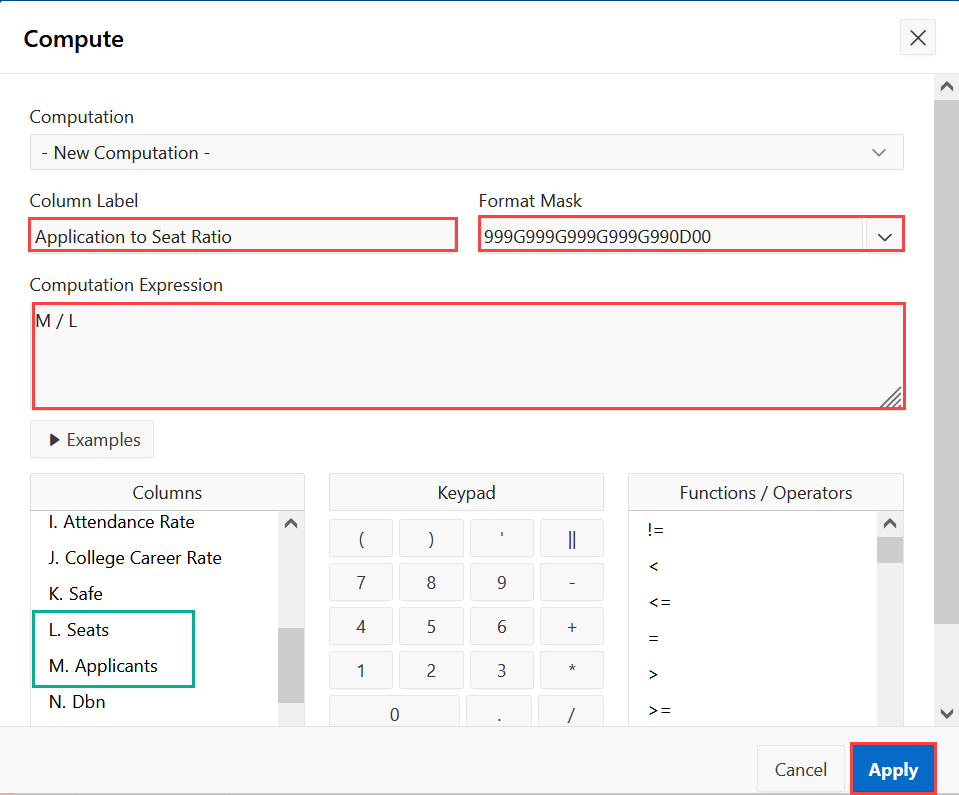 Compute
Computation
- New Computation -
Column Label
Format Mask
Application to Seat Ratio
999G999G999G999G990D00
Computation Expression
M / L
Examples
Columns
Keypad
Functions / Operators
I. Attendance Rate
J. College Career Rate
K. Safe
L. Seats
M. Applicants
N. Dbn
( ) ' ||
7 8 9 -
4 5 6 +
1 2 3 *
0 . /
!=
<
<=
=
>
>=
Cancel
Apply